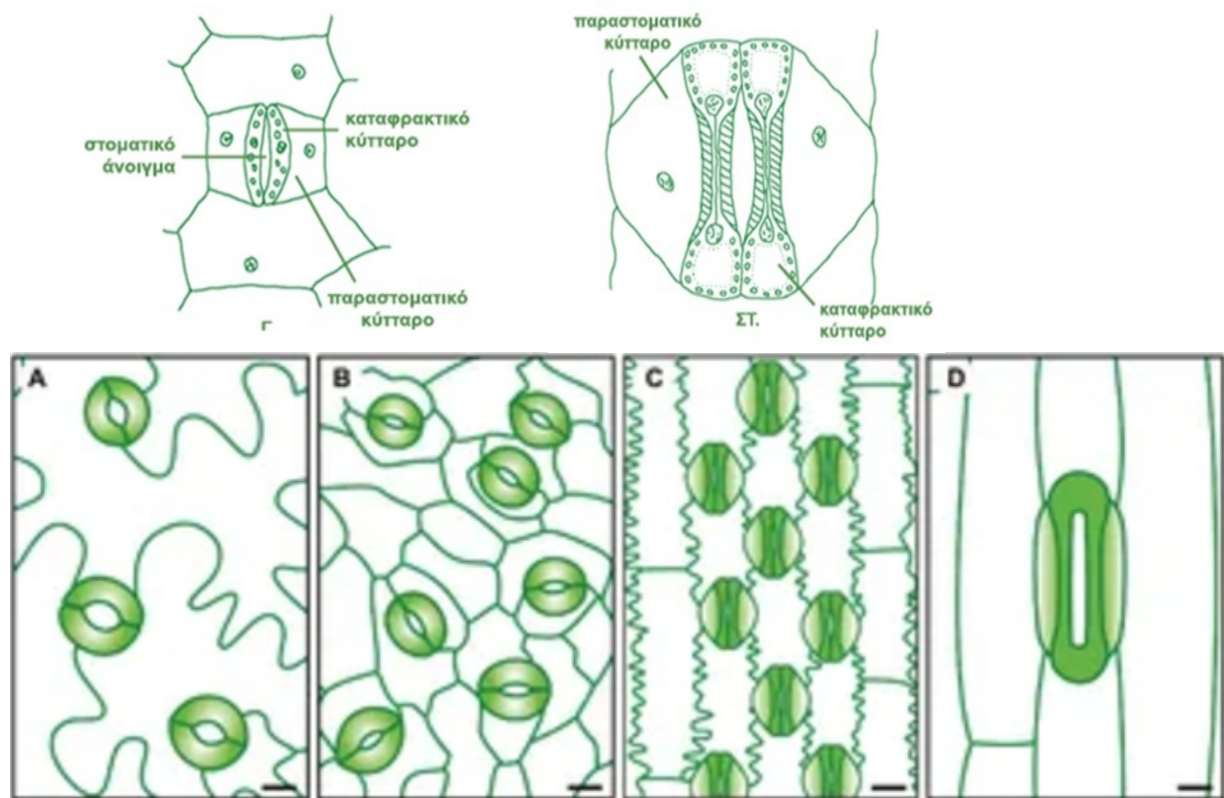 στοματικό
άνοιγμα
καταφρακτικό
κύτταρο
παραστοματικό
κύτταρο
Γ
παραστοματικό
κύτταρο
καταφρακτικό
κύτταρο
ΣΤ.
A
B
C
D